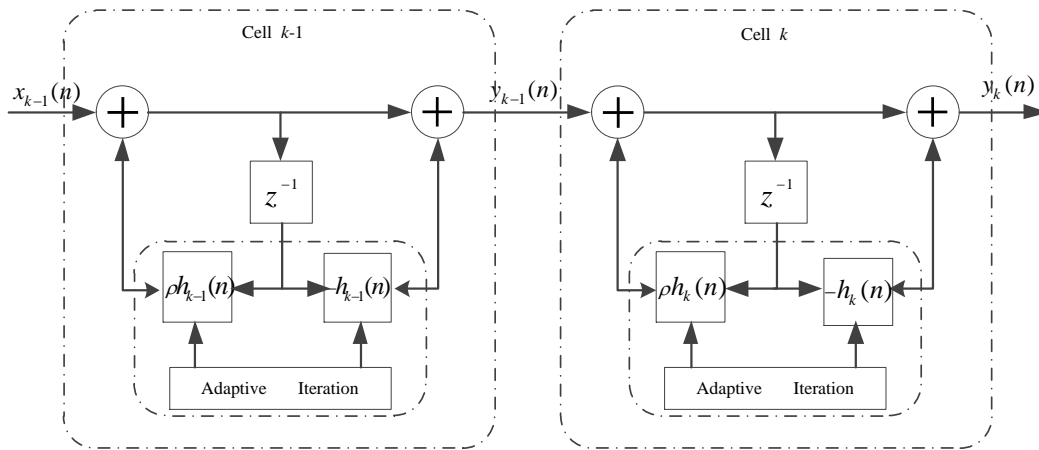 Cell k-1
Cell k
x_{k-1}(n)
+
+
y_{k-1}(n)
+
+
y_k(n)
z^{-1}
z^{-1}
ρh_{k-1}(n)
-h_{k-1}(n)
ρh_k(n)
-h_k(n)
Adaptive Iteration
Adaptive Iteration